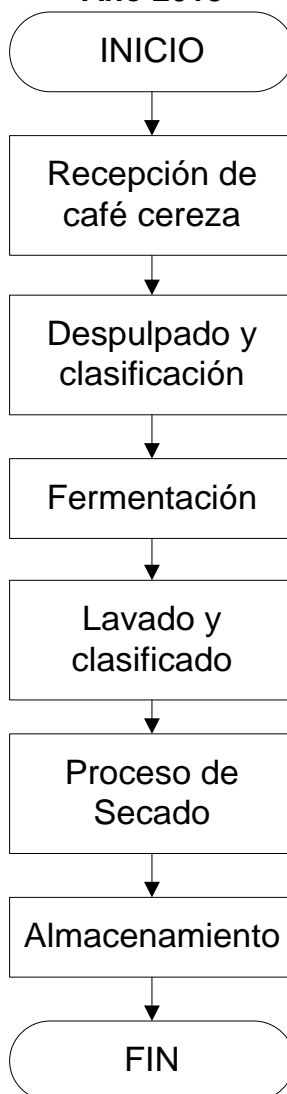 INICIO
Recepción de
café cereza
Despulpado y
clasificación
Fermentación
Lavado y
clasificado
Proceso de
Secado
Almacenamiento
FIN